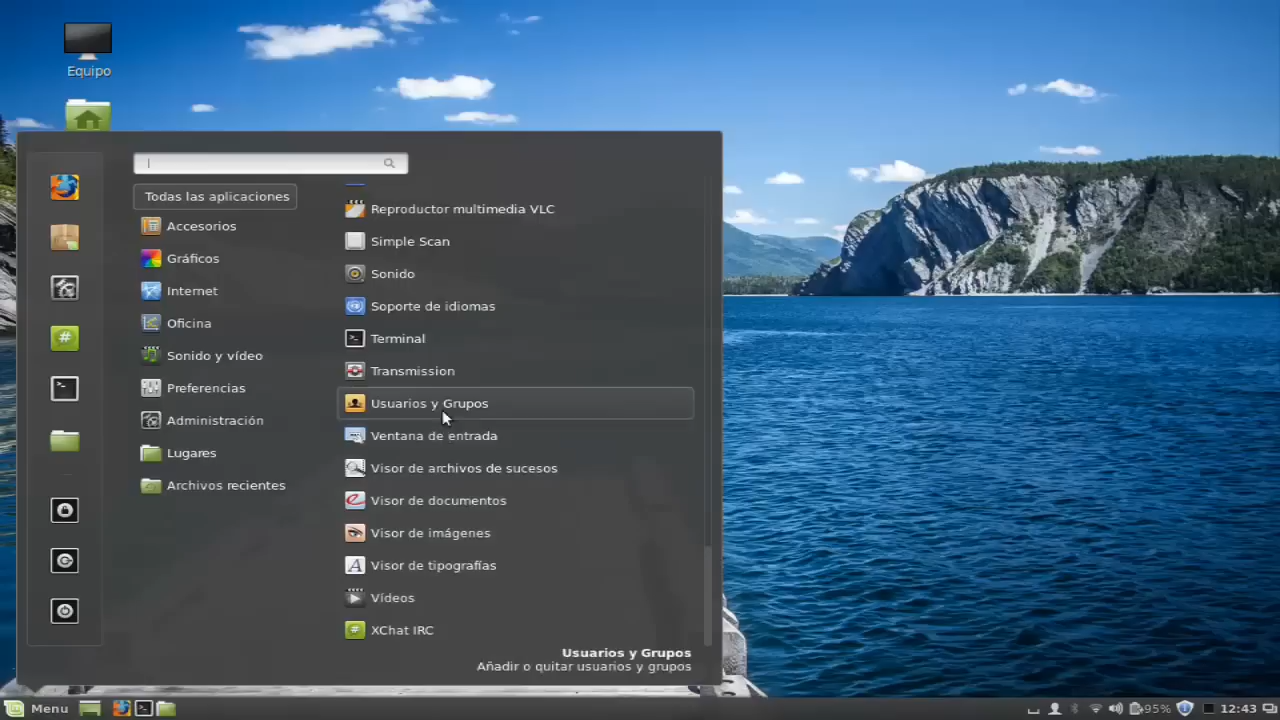 Equipo
Todas las aplicaciones
Accesorios
Gráficos
Internet
Oficina
Sonido y vídeo
Preferencias
Administración
Lugares
Archivos recientes
Reproductor multimedia VLC
Simple Scan
Sonido
Soporte de idiomas
Terminal
Transmission
Usuarios y Grupos
Ventana de entrada
Visor de archivos de sucesos
Visor de documentos
Visor de imágenes
Visor de tipografías
Vídeos
XChat IRC
Usuarios y Grupos
Añadir o quitar usuarios y grupos
Menu
95%
12:43